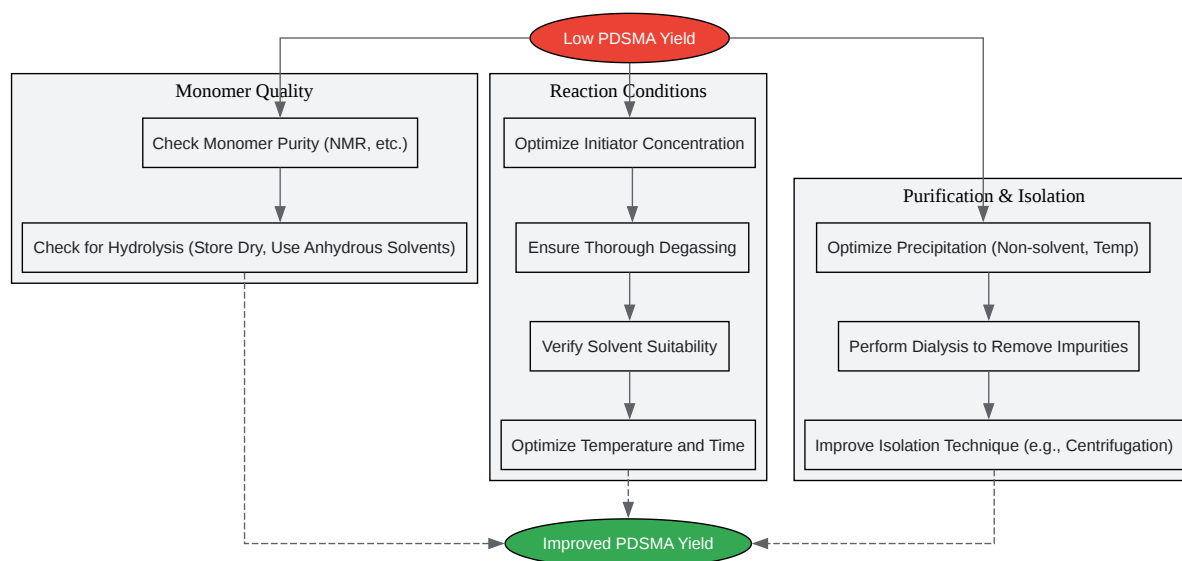 Low PDSMA Yield
Monomer Quality
Check Monomer Purity (NMR, etc.)
Check for Hydrolysis (Store Dry, Use Anhydrous Solvents)
Reaction Conditions
Optimize Initiator Concentration
Ensure Thorough Degassing
Verify Solvent Suitability
Optimize Temperature and Time
Purification & Isolation
Optimize Precipitation (Non-solvent, Temp)
Perform Dialysis to Remove Impurities
Improve Isolation Technique (e.g., Centrifugation)
Improved PDSMA Yield